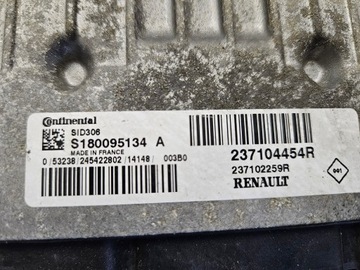 Continental
SID306
S180095134 A
MADE IN FRANCE
0 /53238/245422802/14148/ 003B0
237104454R
237102259R
RENAULT
001